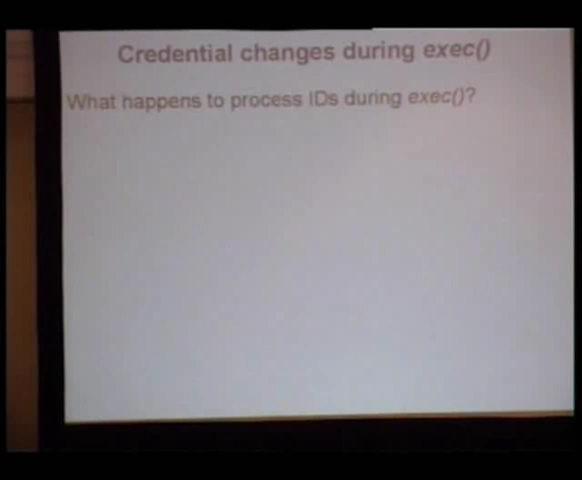 Credential changes during exec()
What happens to process IDs during exec()?